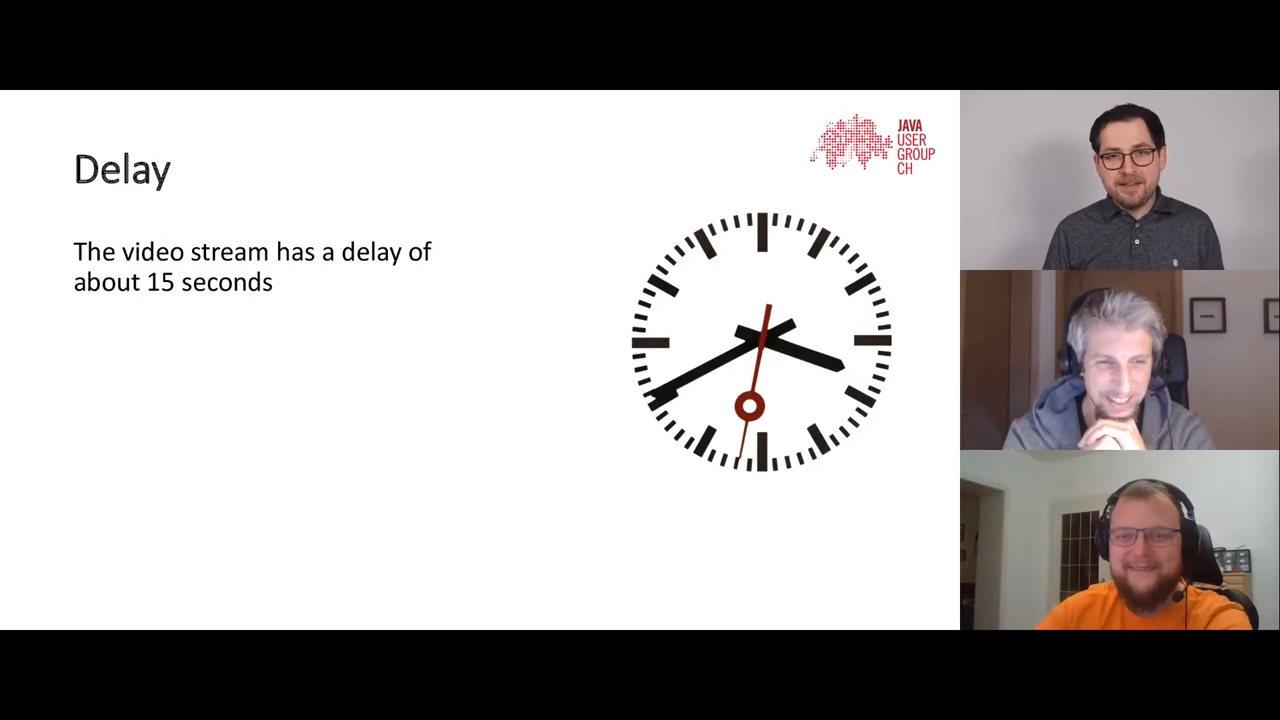 Delay
JAVA
USER
GROUP
CH
The video stream has a delay of
about 15 seconds